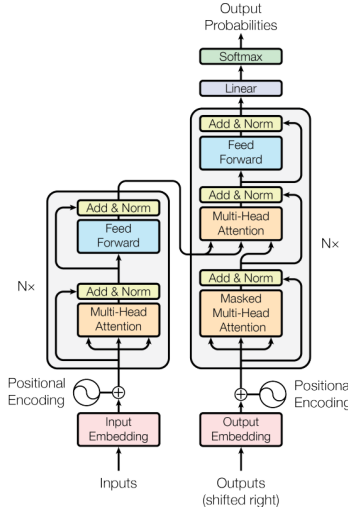 Output
Probabilities
Softmax
Linear
Add & Norm
Feed
Forward
Add & Norm
Multi-Head
Attention
Add & Norm
Masked
Multi-Head
Attention
N×
Add & Norm
Feed
Forward
Add & Norm
Multi-Head
Attention
N×
Positional
Encoding
Positional
Encoding
Input
Embedding
Output
Embedding
Inputs
Outputs
(shifted right)